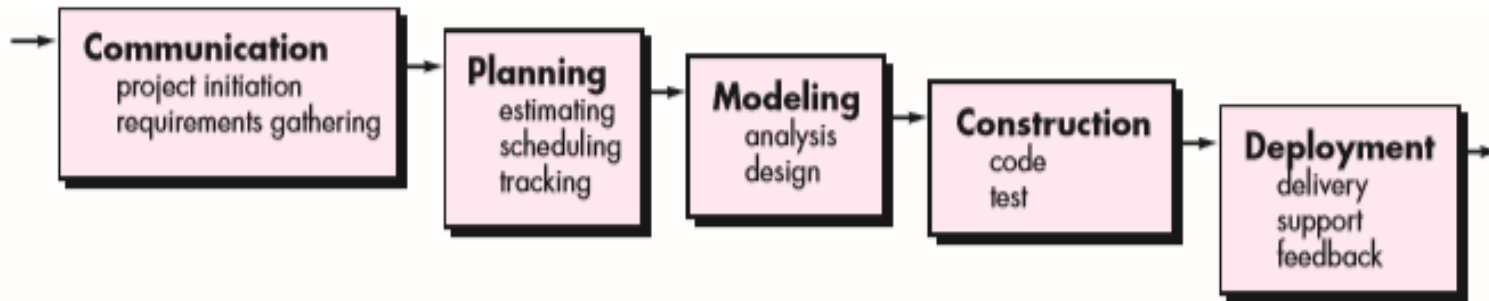 Communication
project initiation
requirements gathering
Planning
estimating
scheduling
tracking
Modeling
analysis
design
Construction
code
test
Deployment
delivery
support
feedback